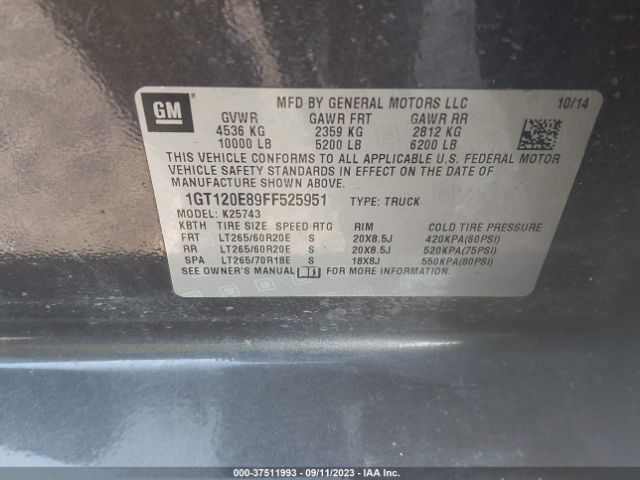 GM
MFD BY GENERAL MOTORS LLC 10/14
GVWR GAWR FRT GAWR RR
4536 KG 2359 KG 2812 KG
10000 LB 5200 LB 6200 LB
THIS VEHICLE CONFORMS TO ALL APPLICABLE U.S. FEDERAL MOTOR
VEHICLE SAFETY STANDARDS IN EFFECT ON THE DATE OF
MANUFACTURE SHOWN ABOVE.
1GT120E89FF525951 TYPE: TRUCK
MODEL: K25743
KBTH TIRE SIZE SPEED RTG RIM COLD TIRE PRESSURE
FRT LT265/60R20E S 20X8.5J 420KPA(60PSI)
RR LT265/60R20E S 20X8.5J 520KPA(75PSI)
SPA LT265/70R18E S 18X8J 550KPA(80PSI)
SEE OWNER'S MANUAL FOR MORE INFORMATION.
000-37511993 - 09/11/2023 - IAA Inc.